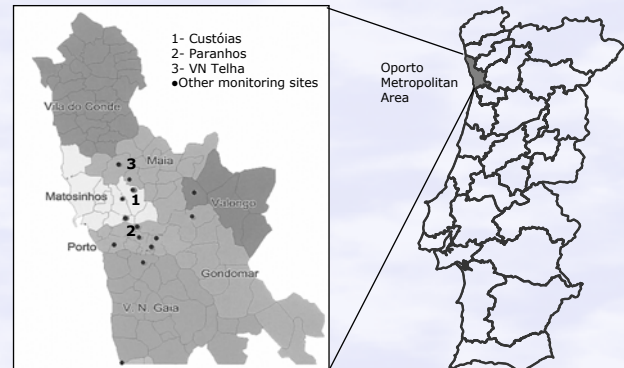 1- Custóias
2- Paranhos
3- VN Telha
•Other monitoring sites
Oporto
Metropolitan
Area
Vila do Conde
Maia
3
Matosinhos
1
Valongo
2
Porto
Gondomar
V. N. Gaia